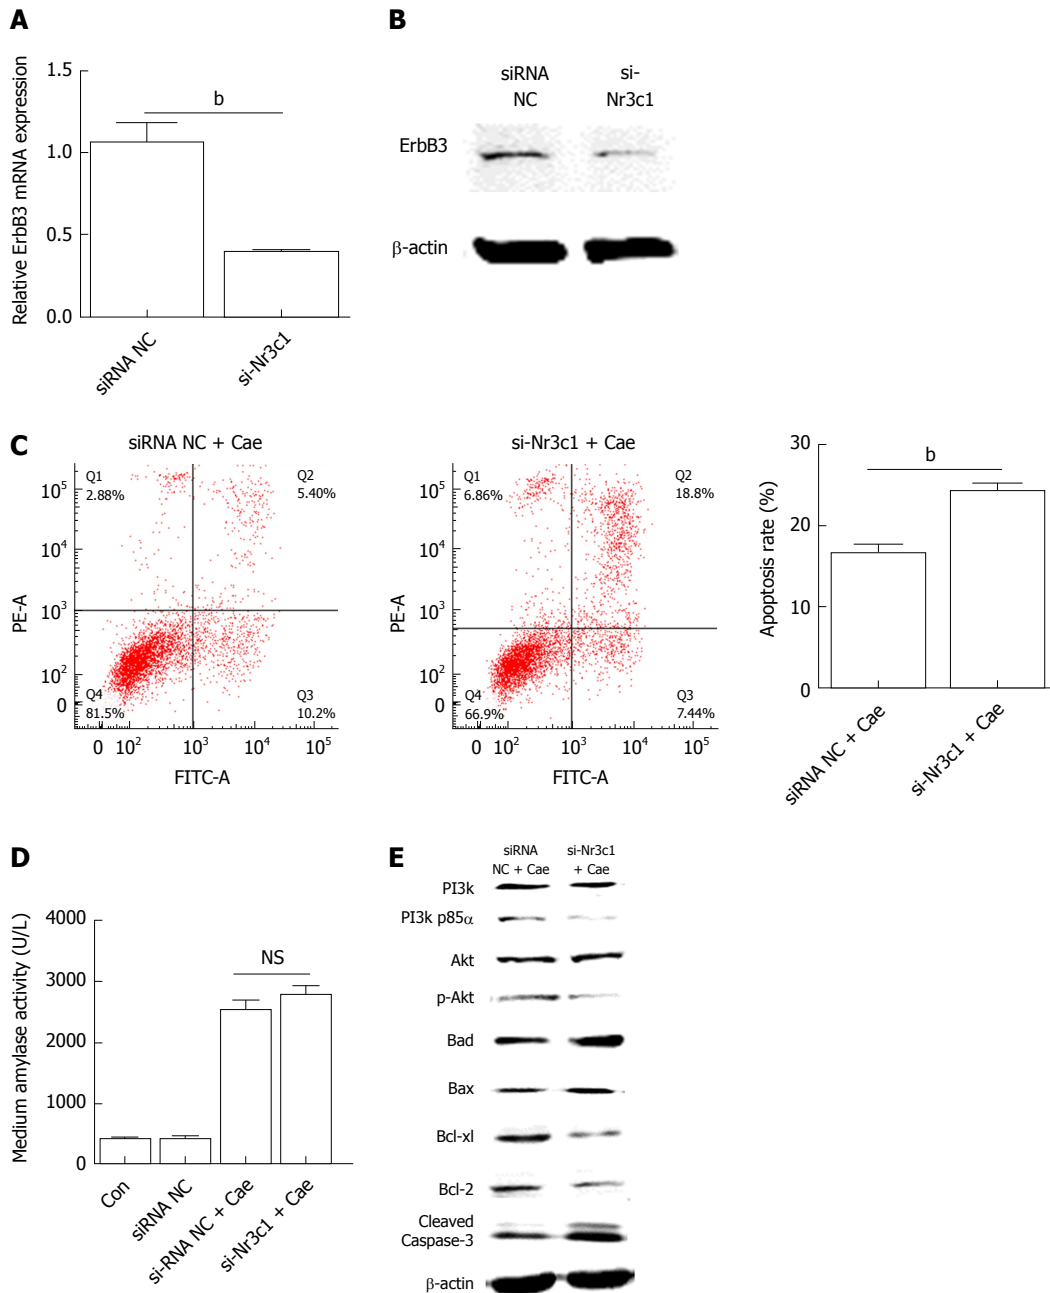 A
Relative ErbB3 mRNA expression
1.5
1.0
0.5
0.0
b
siRNA NC
si-Nr3c1
B
siRNA
NC
si-
Nr3c1
ErbB3
β-actin
C
siRNA NC + Cae
PE-A
10^5
10^4
10^3
10^2
0
Q1
2.88%
Q2
5.40%
Q4
81.5%
Q3
10.2%
0 10^2 10^3 10^4 10^5
FITC-A
si-Nr3c1 + Cae
PE-A
10^5
10^4
10^3
10^2
0
Q1
6.86%
Q2
18.8%
Q4
66.9%
Q3
7.44%
0 10^2 10^3 10^4 10^5
FITC-A
Apoptosis rate (%)
30
20
10
0
b
siRNA NC + Cae
si-Nr3c1 + Cae
D
Medium amylase activity (U/L)
4000
3000
2000
1000
0
NS
Con
siRNA NC
si-RNA NC + Cae
si-Nr3c1 + Cae
E
siRNA
NC + Cae
si-Nr3c1
+ Cae
PI3k
PI3k p85α
Akt
p-Akt
Bad
Bax
Bcl-xl
Bcl-2
Cleaved
Caspase-3
β-actin